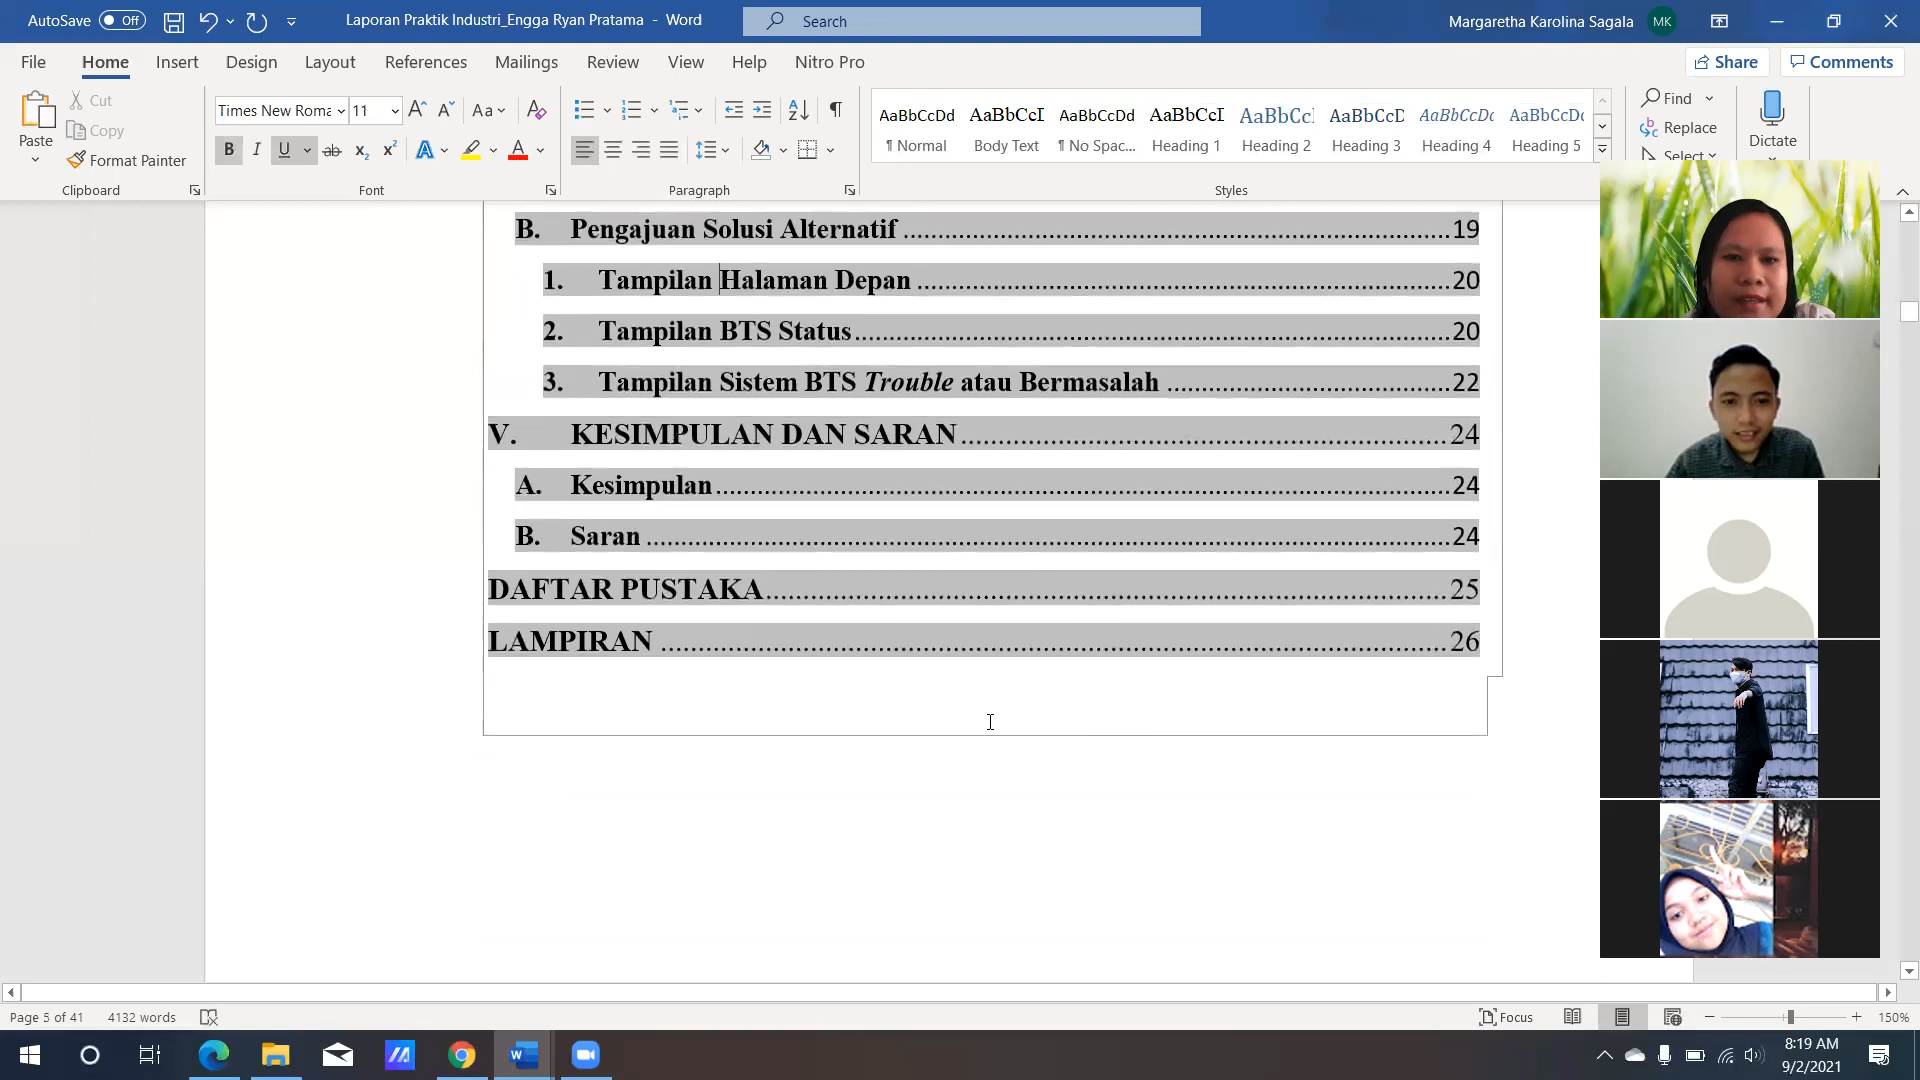 AutoSave Off Laporan Praktik Industri_Engga Ryan Pratama - Word Search Margaretha Karolina Sagala MK
File Home Insert Design Layout References Mailings Review View Help Nitro Pro Share Comments
Paste Cut Copy Format Painter
Times New Roma 11
AaBbCcDd AaBbCcI AaBbCcDd AaBbCcI AaBbCc AaBbCcD AaBbCcDc AaBbCcDc
¶ Normal Body Text ¶ No Spac... Heading 1 Heading 2 Heading 3 Heading 4 Heading 5
Find Replace Select Dictate
Clipboard Font Paragraph Styles
B. Pengajuan Solusi Alternatif 19
1. Tampilan Halaman Depan 20
2. Tampilan BTS Status 20
3. Tampilan Sistem BTS Trouble atau Bermasalah 22
V. KESIMPULAN DAN SARAN 24
A. Kesimpulan 24
B. Saran 24
DAFTAR PUSTAKA 25
LAMPIRAN 26
Page 5 of 41 4132 words Focus 150%
8:19 AM
9/2/2021